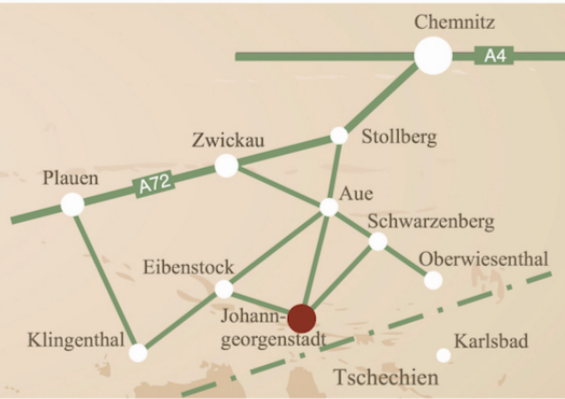 Chemnitz
A4
Zwickau
Stollberg
Plauen
A72
Aue
Schwarzenberg
Eibenstock
Oberwiesenthal
Johann-
georgenstadt
Klingenthal
Karlsbad
Tschechien